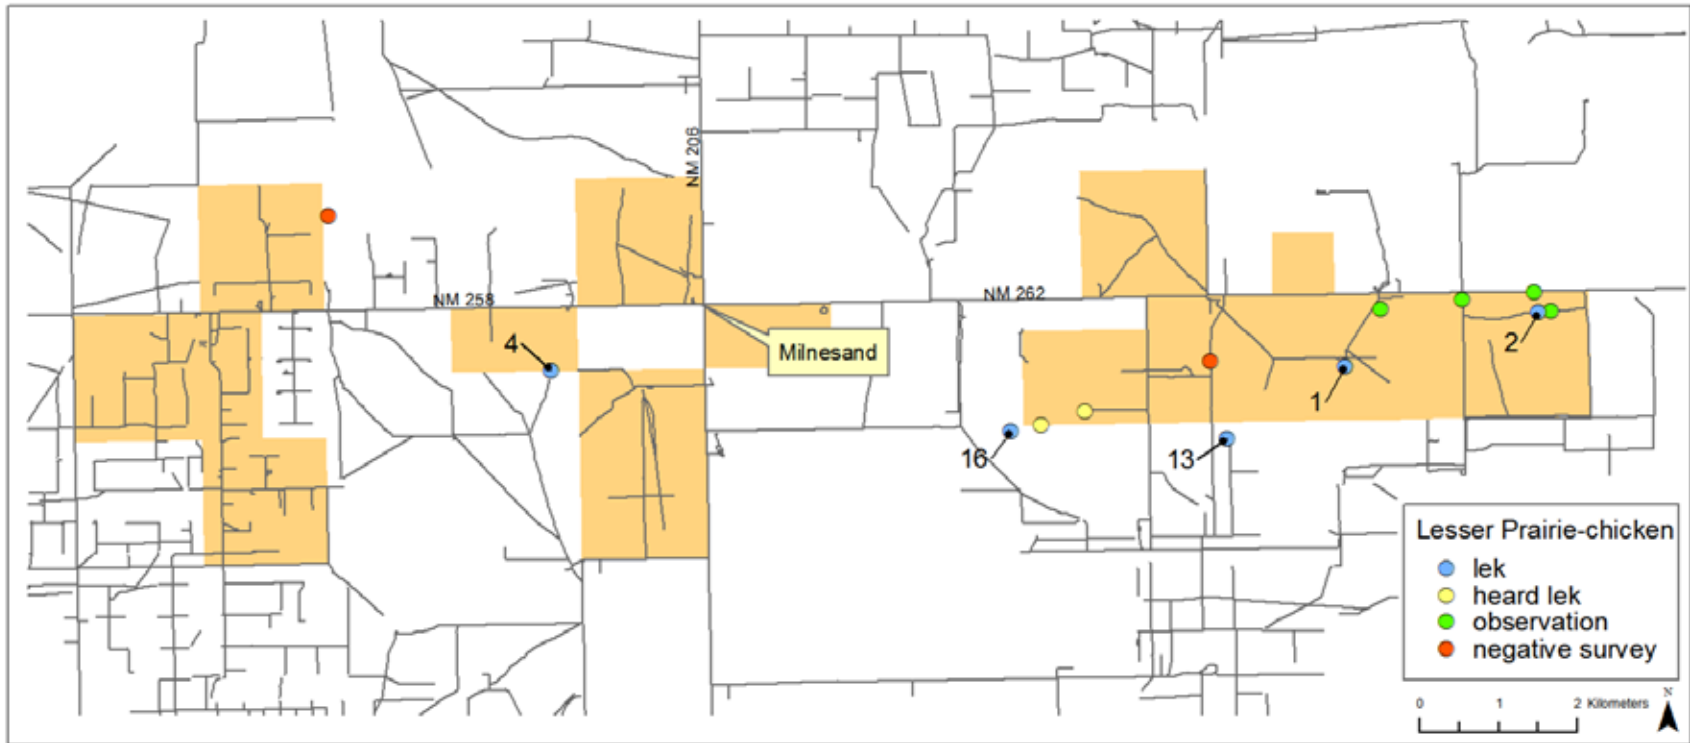 NM 206
NM 258
NM 262
Milnesand
4
2
1
16
13
Lesser Prairie-chicken
lek
heard lek
observation
negative survey
0 1 2 Kilometers
N